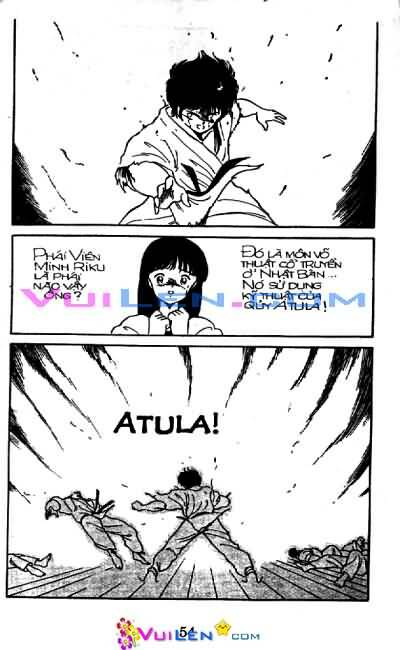 PHÁI VIÊN
MINH RIKU
LÀ PHÁI
NÀO VẬY
ÔNG?
ĐÓ LÀ MÔN VÕ
THUẬT CỔ TRUYỀN
Ở NHẬT BẢN...
NÓ SỬ DỤNG
KỸ THUẬT CỦA
QUỶ ATULA!
VUILEN.COM
ATULA!
54
VUILEN.COM